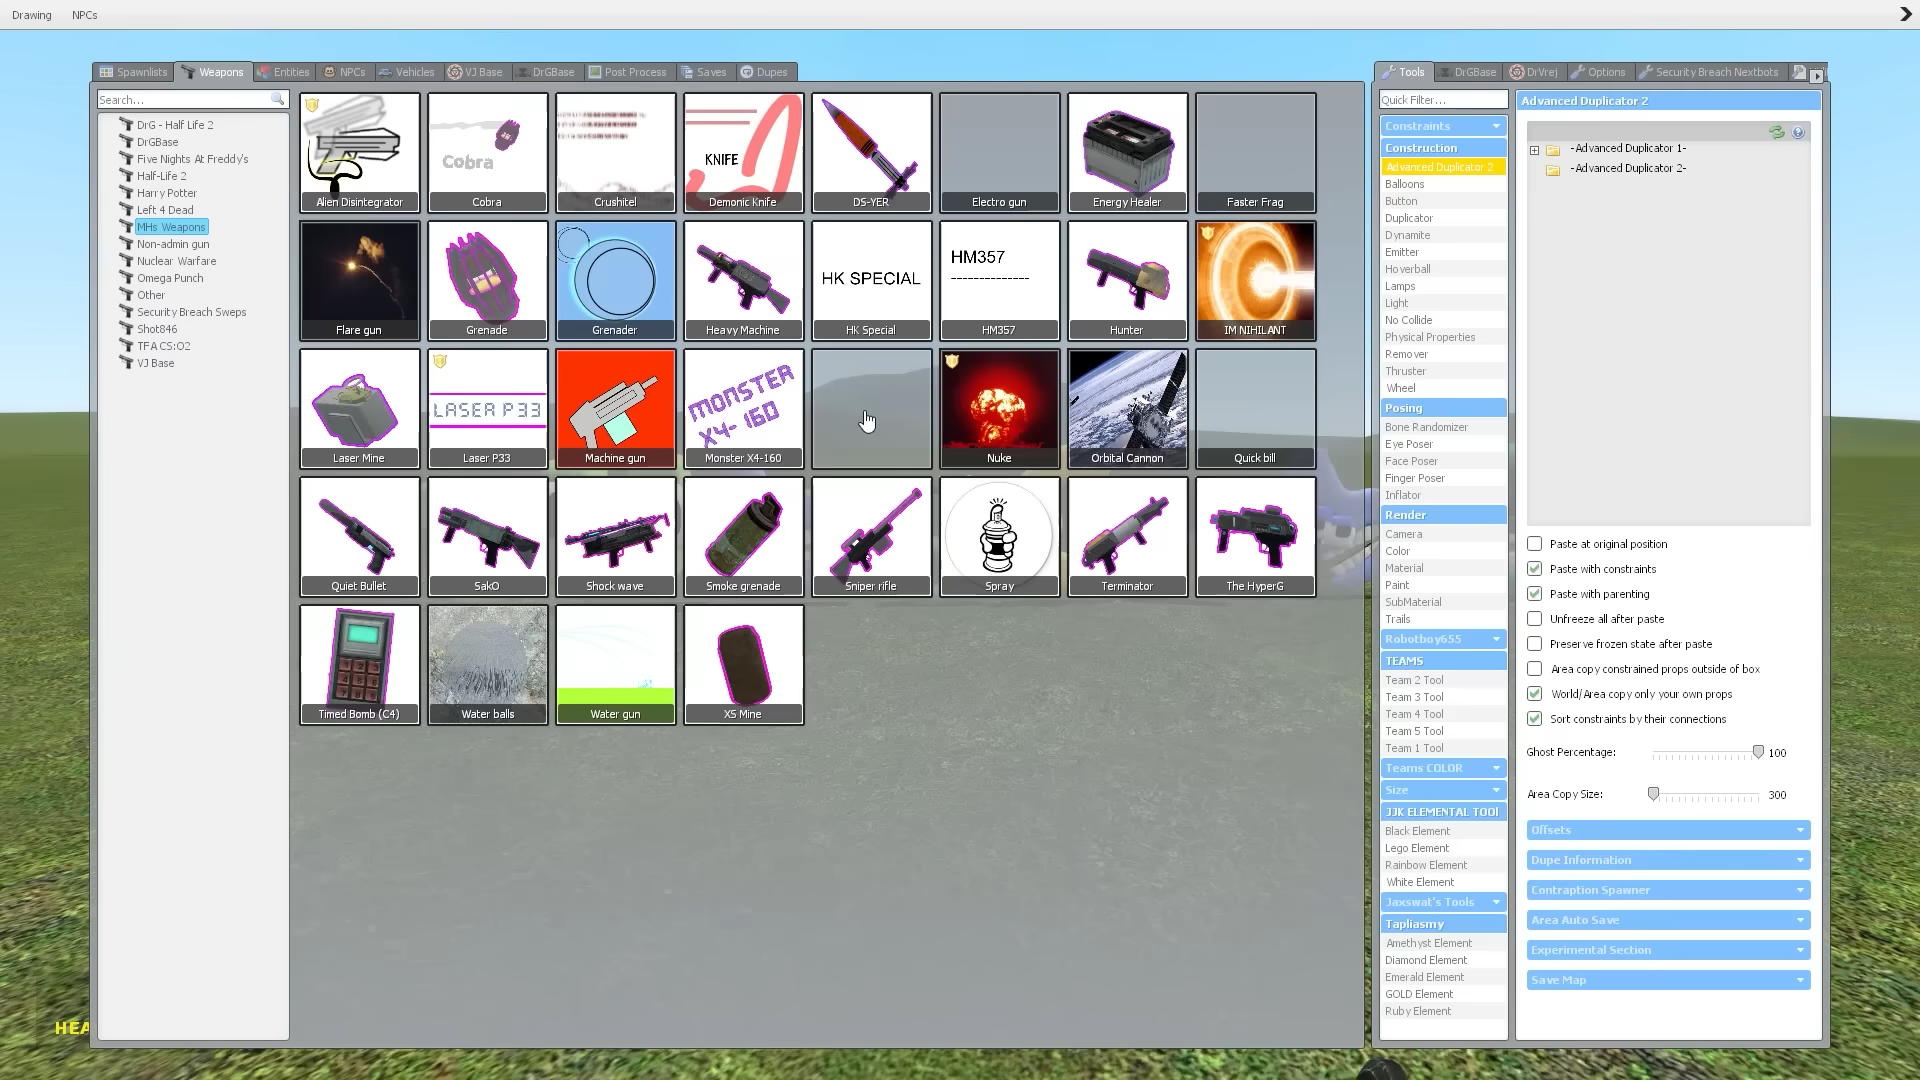 Drawing NPCs
Spawnlists Weapons Entities NPCs Vehicles VJ Base DrGBase Post Process Saves Dupes
Search...
DrG - Half Life 2
DrGBase
Five Nights At Freddy's
Half-Life 2
Harry Potter
Left 4 Dead
MHs Weapons
Non-admin gun
Nuclear Warfare
Omega Punch
Other
Security Breach Sweps
Shot846
TFA CS:O2
VJ Base
Cobra
KNIFE
Alien Disintegrator Cobra Crushitel Demonic Knife DS-YER Electro gun Energy Healer Faster Frag
HK SPECIAL
HM357
--------------
Flare gun Grenade Grenader Heavy Machine HK Special HM357 Hunter IM NIHILANT
LASER P33
MONSTER
X4-160
Laser Mine Laser P33 Machine gun Monster X4-160 Nuke Orbital Cannon Quick bill
Quiet Bullet SakO Shock wave Smoke grenade Sniper rifle Spray Terminator The HyperG
Timed Bomb (C4) Water balls Water gun XS Mine
HEA
Tools DrGBase DrVrej Options Security Breach Nextbots
Quick Filter...
Constraints
Construction
Advanced Duplicator 2
Balloons
Button
Duplicator
Dynamite
Emitter
Hoverball
Lamps
Light
No Collide
Physical Properties
Remover
Thruster
Wheel
Posing
Bone Randomizer
Eye Poser
Face Poser
Finger Poser
Inflator
Render
Camera
Color
Material
Paint
SubMaterial
Trails
Robotboy655
TEAMS
Team 2 Tool
Team 3 Tool
Team 4 Tool
Team 5 Tool
Team 1 Tool
Teams COLOR
Size
JJK ELEMENTAL TOOl
Black Element
Lego Element
Rainbow Element
White Element
Jaxswat's Tools
Tapliasmy
Amethyst Element
Diamond Element
Emerald Element
GOLD Element
Ruby Element
Advanced Duplicator 2
-Advanced Duplicator 1-
-Advanced Duplicator 2-
Paste at original position
Paste with constraints
Paste with parenting
Unfreeze all after paste
Preserve frozen state after paste
Area copy constrained props outside of box
World/Area copy only your own props
Sort constraints by their connections
Ghost Percentage: 100
Area Copy Size: 300
Offsets
Dupe Information
Contraption Spawner
Area Auto Save
Experimental Section
Save Map